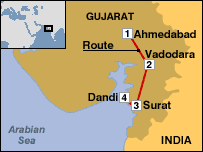 GUJARAT
1 Ahmedabad
Route
Vadodara
2
Dandi 4
3 Surat
Arabian
Sea
INDIA